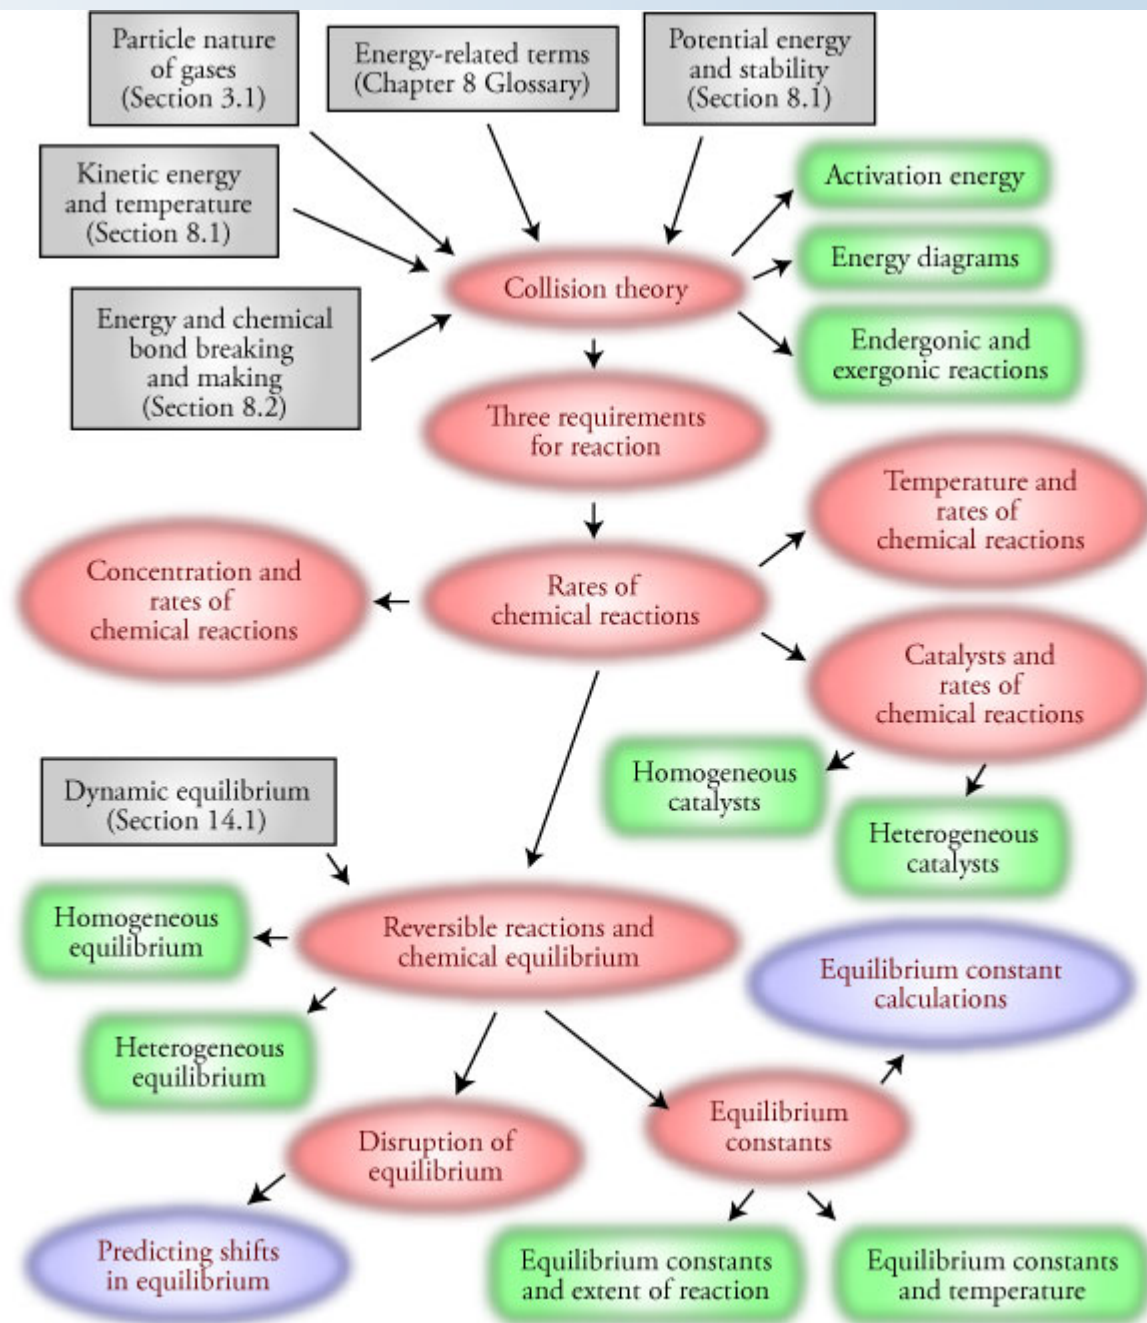 Particle nature
of gases
(Section 3.1)
Energy-related terms
(Chapter 8 Glossary)
Potential energy
and stability
(Section 8.1)
Kinetic energy
and temperature
(Section 8.1)
Activation energy
Energy diagrams
Collision theory
Energy and chemical
bond breaking
and making
(Section 8.2)
Endergonic and
exergonic reactions
Three requirements
for reaction
Temperature and
rates of
chemical reactions
Concentration and
rates of
chemical reactions
Rates of
chemical reactions
Catalysts and
rates of
chemical reactions
Homogeneous
catalysts
Heterogeneous
catalysts
Dynamic equilibrium
(Section 14.1)
Homogeneous
equilibrium
Reversible reactions and
chemical equilibrium
Equilibrium constant
calculations
Heterogeneous
equilibrium
Disruption of
equilibrium
Equilibrium
constants
Predicting shifts
in equilibrium
Equilibrium constants
and extent of reaction
Equilibrium constants
and temperature